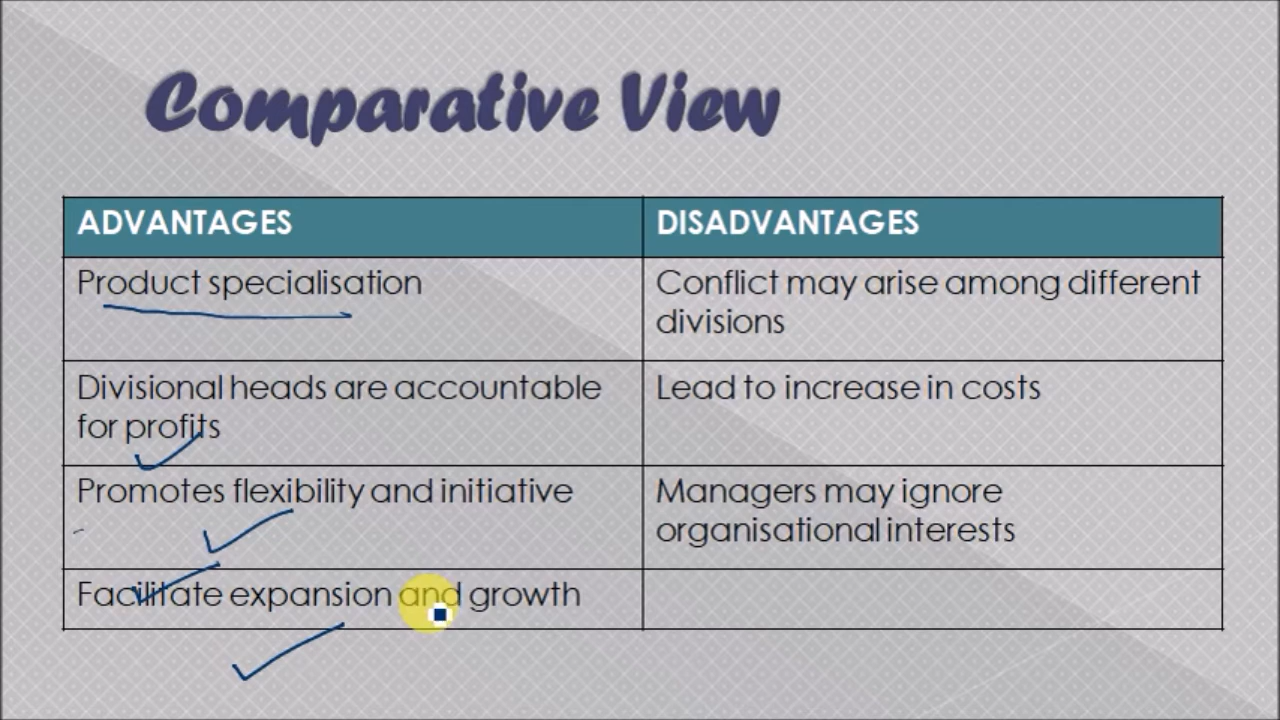 Comparative View
ADVANTAGES
DISADVANTAGES
Product specialisation
Conflict may arise among different
divisions
Divisional heads are accountable
for profits
Lead to increase in costs
Promotes flexibility and initiative
Managers may ignore
organisational interests
Facilitate expansion and growth